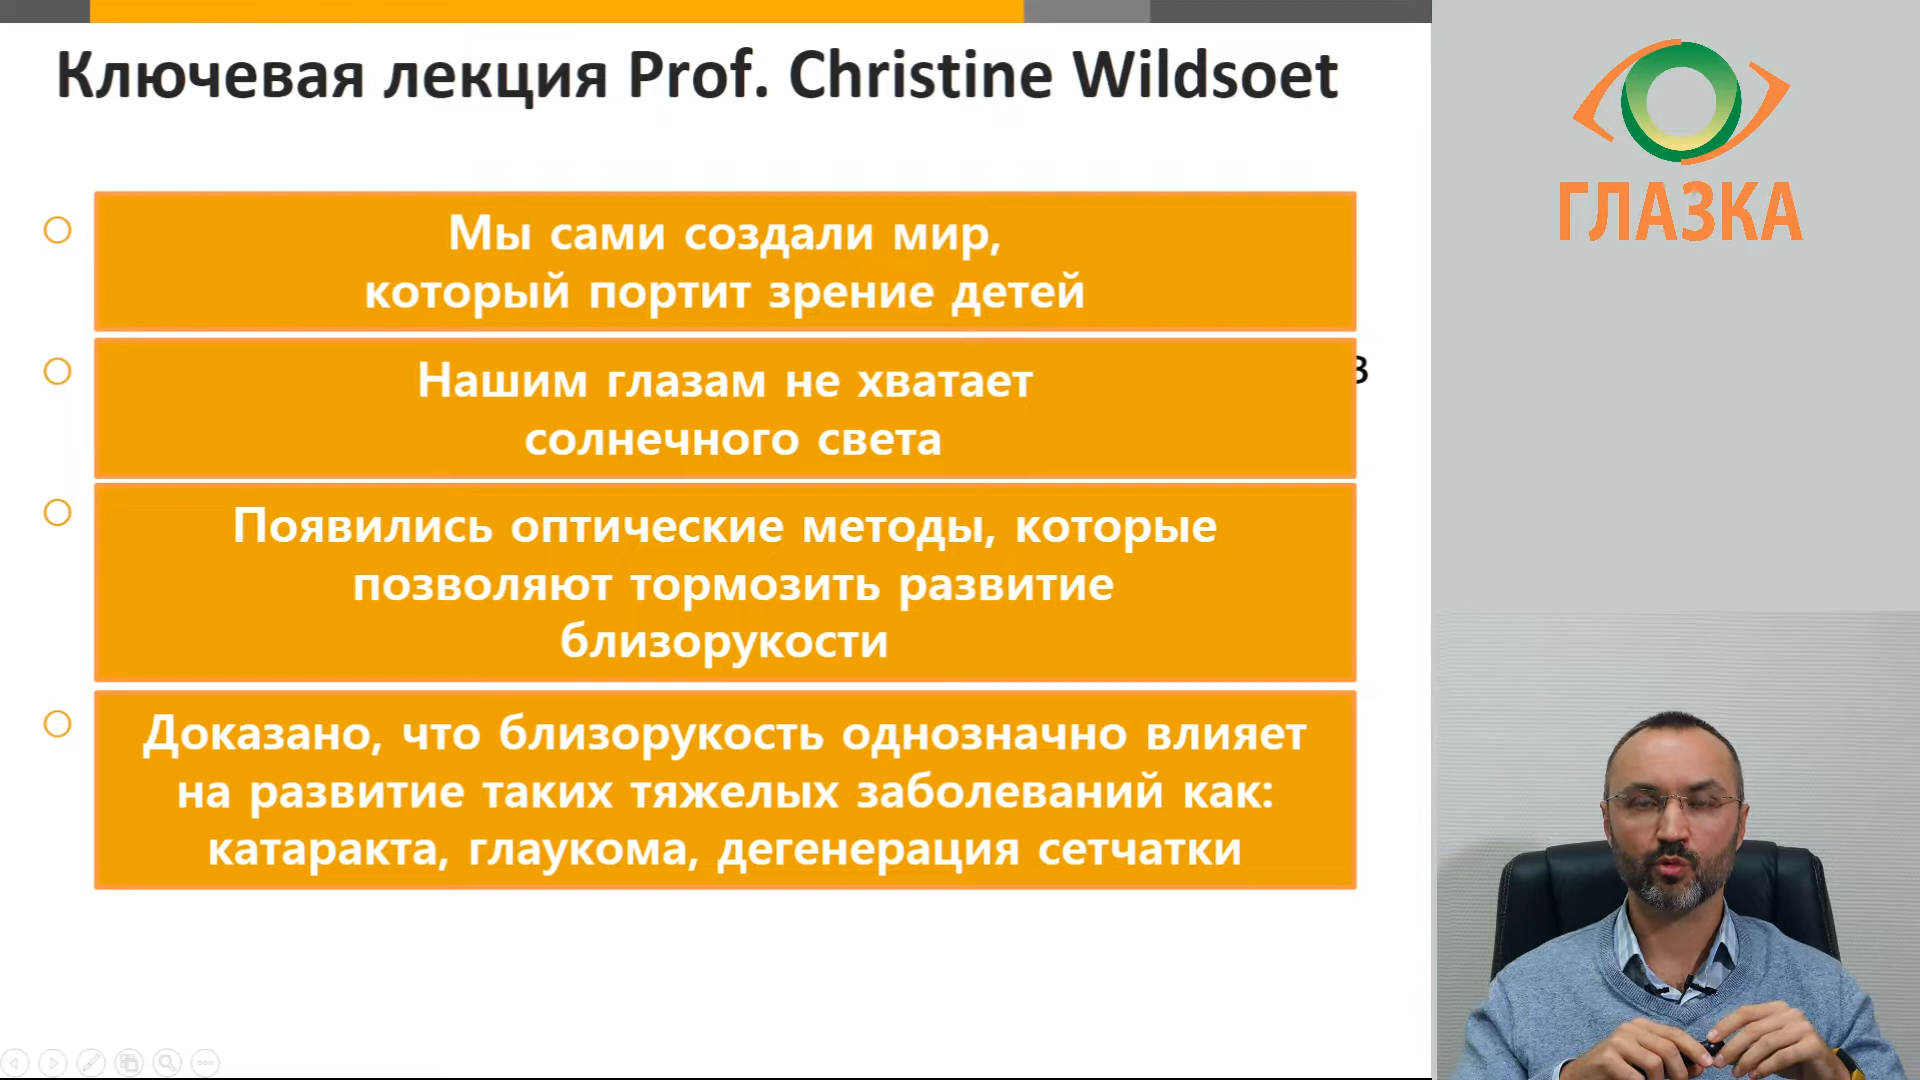 Ключевая лекция Prof. Christine Wildsoet
ГЛАЗКА
Мы сами создали мир,
который портит зрение детей
Нашим глазам не хватает
солнечного света
Появились оптические методы, которые
позволяют тормозить развитие
близорукости
Доказано, что близорукость однозначно влияет
на развитие таких тяжелых заболеваний как:
катаракта, глаукома, дегенерация сетчатки